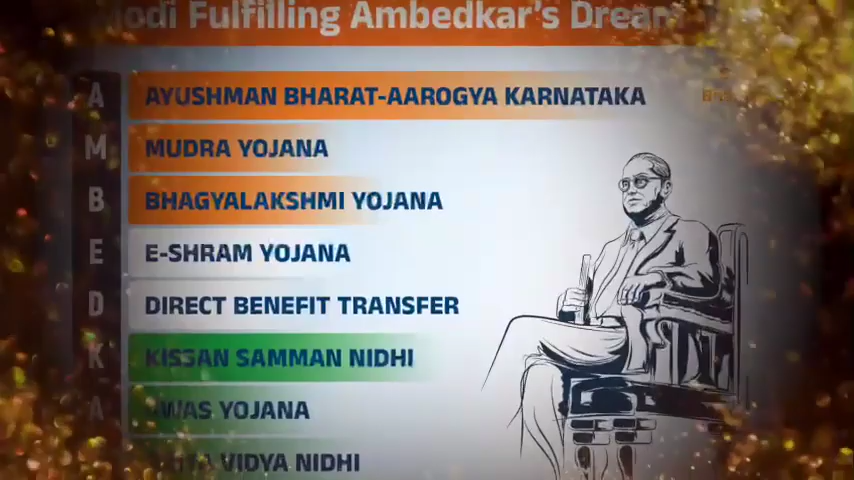 Fulfilling Ambedkar's
A AYUSHMAN BHARAT-AAROGYA KARNATAKA
M MUDRA YOJANA
B BHAGYALAKSHMI YOJANA
E E-SHRAM YOJANA
D DIRECT BENEFIT TRANSFER
K KISSAN SAMMAN NIDHI
A AWAS YOJANA
VIDYA NIDHI